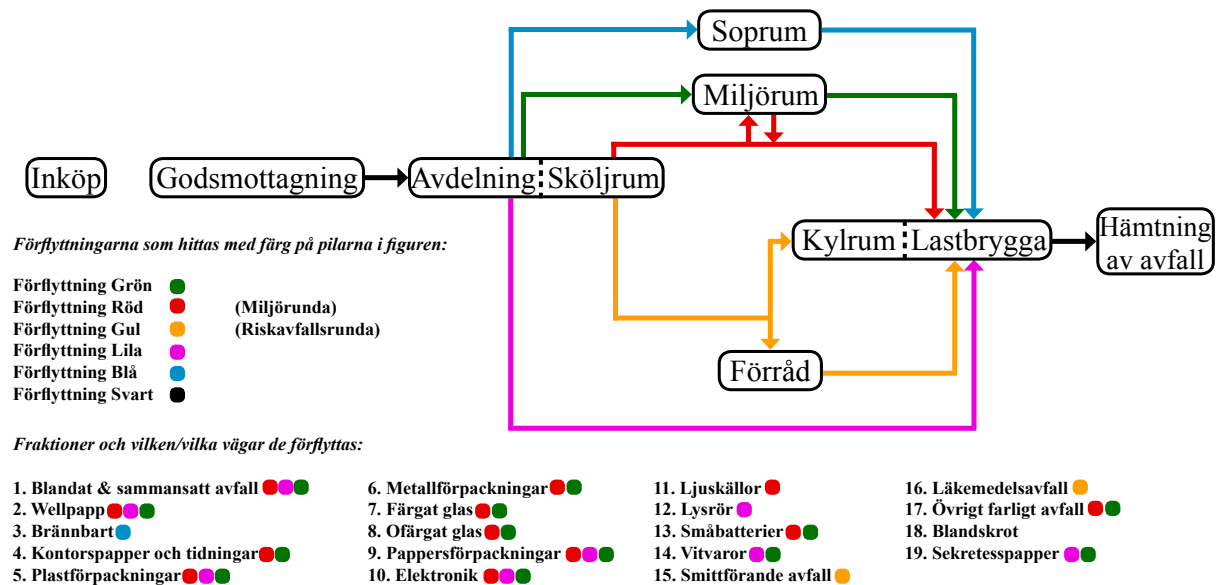 Soprum
Miljörum
Inköp
Godsmottagning
Avdelning
Sköljrum
Kylrum
Lastbrygga
Hämtning
av avfall
Förråd
Förflyttningarna som hittas med färg på pilarna i figuren:
Förflyttning Grön
Förflyttning Röd (Miljörunda)
Förflyttning Gul (Riskavfallsrunda)
Förflyttning Lila
Förflyttning Blå
Förflyttning Svart
Fraktioner och vilken/vilka vägar de förflyttas:
1. Blandat & sammansatt avfall
2. Wellpapp
3. Brännbart
4. Kontorspapper och tidningar
5. Plastförpackningar
6. Metallförpackningar
7. Färgat glas
8. Ofärgat glas
9. Pappersförpackningar
10. Elektronik
11. Ljuskällor
12. Lysrör
13. Småbatterier
14. Vitvaror
15. Smittförande avfall
16. Läkemedelsavfall
17. Övrigt farligt avfall
18. Blandskrot
19. Sekretesspapper